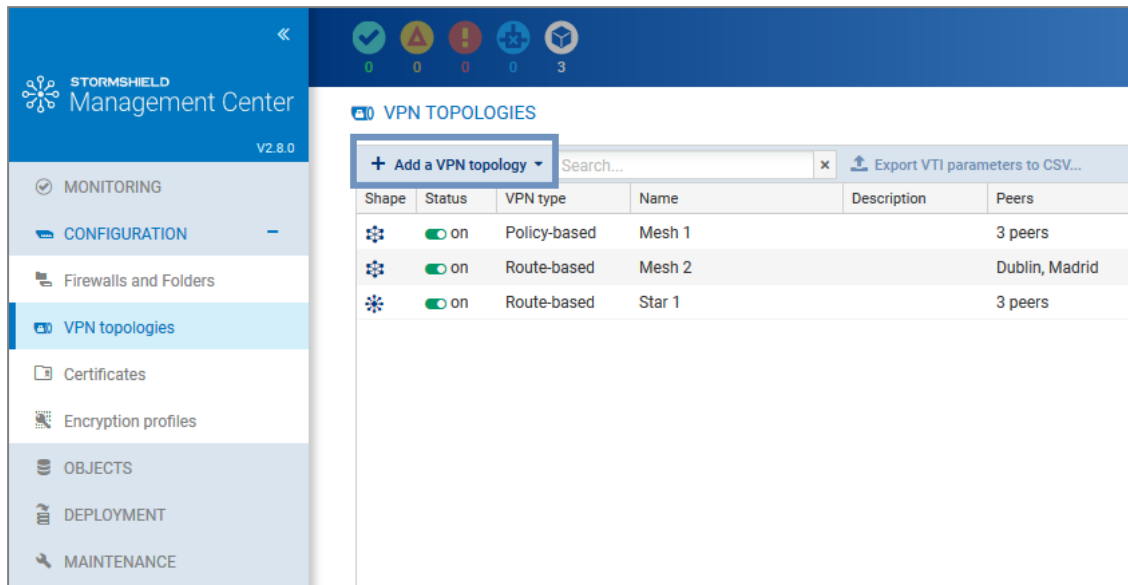 «
0 0 0 0 3
STORMSHIELD
Management Center
V2.8.0
VPN TOPOLOGIES
+ Add a VPN topology Search... x Export VTI parameters to CSV...
Shape Status VPN type Name Description Peers
on Policy-based Mesh 1 3 peers
on Route-based Mesh 2 Dublin, Madrid
on Route-based Star 1 3 peers
MONITORING
CONFIGURATION −
Firewalls and Folders
VPN topologies
Certificates
Encryption profiles
OBJECTS
DEPLOYMENT
MAINTENANCE